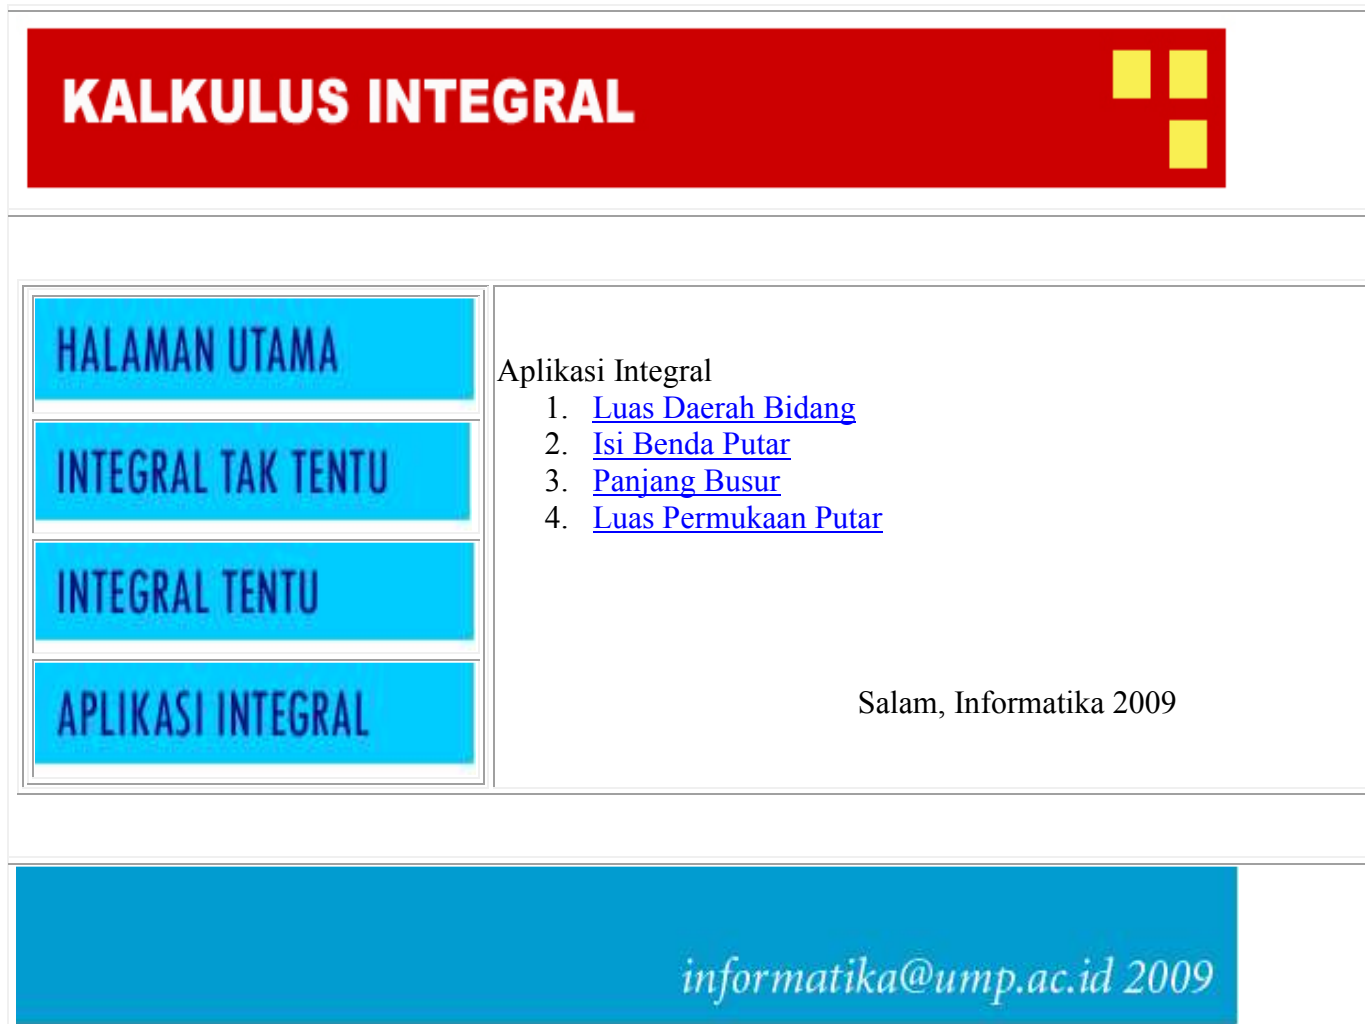 KALKULUS INTEGRAL
HALAMAN UTAMA
INTEGRAL TAK TENTU
INTEGRAL TENTU
APLIKASI INTEGRAL
Aplikasi Integral
1. Luas Daerah Bidang
2. Isi Benda Putar
3. Panjang Busur
4. Luas Permukaan Putar
Salam, Informatika 2009
informatika@ump.ac.id 2009